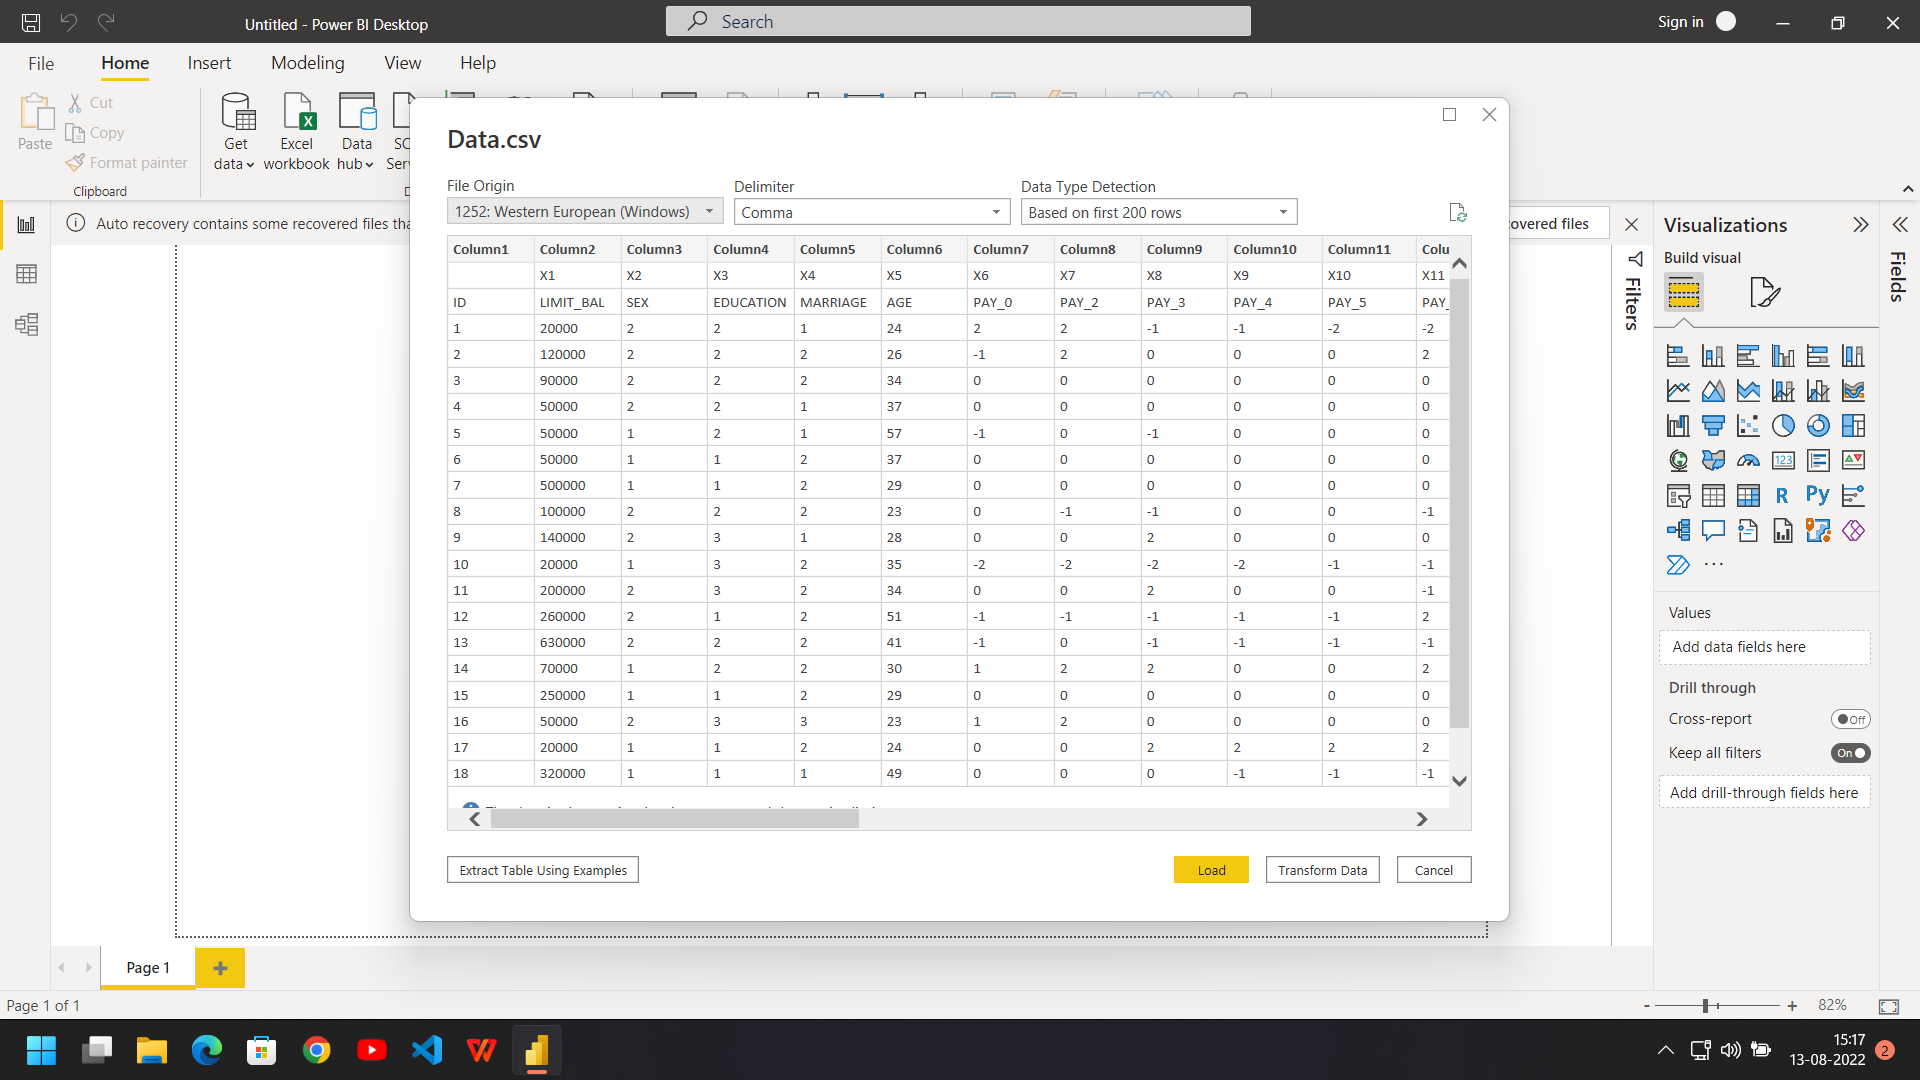 Untitled - Power BI Desktop
Search
Sign in
File Home Insert Modeling View Help
Paste
Cut
Copy
Format painter
Clipboard
Get data
Excel workbook
Data hub
Auto recovery contains some recovered files
covered files
Data.csv
File Origin Delimiter Data Type Detection
1252: Western European (Windows) Comma Based on first 200 rows
Column1 Column2 Column3 Column4 Column5 Column6 Column7 Column8 Column9 Column10 Column11 Colu
X1 X2 X3 X4 X5 X6 X7 X8 X9 X10 X11
ID LIMIT_BAL SEX EDUCATION MARRIAGE AGE PAY_0 PAY_2 PAY_3 PAY_4 PAY_5 PAY_
1 20000 2 2 1 24 2 2 -1 -1 -2 -2
2 120000 2 2 2 26 -1 2 0 0 0 2
3 90000 2 2 2 34 0 0 0 0 0 0
4 50000 2 2 1 37 0 0 0 0 0 0
5 50000 1 2 1 57 -1 0 -1 0 0 0
6 50000 1 1 2 37 0 0 0 0 0 0
7 500000 1 1 2 29 0 0 0 0 0 0
8 100000 2 2 2 23 0 -1 -1 0 0 -1
9 140000 2 3 1 28 0 0 2 0 0 0
10 20000 1 3 2 35 -2 -2 -2 -2 -1 -1
11 200000 2 3 2 34 0 0 2 0 0 -1
12 260000 2 1 2 51 -1 -1 -1 -1 -1 2
13 630000 2 2 2 41 -1 0 -1 -1 -1 -1
14 70000 1 2 2 30 1 2 2 0 0 2
15 250000 1 1 2 29 0 0 0 0 0 0
16 50000 2 3 3 23 1 2 0 0 0 0
17 20000 1 1 2 24 0 0 2 2 2 2
18 320000 1 1 1 49 0 0 0 -1 -1 -1
Extract Table Using Examples Load Transform Data Cancel
Filters
Visualizations
Build visual
123
R Py
Values
Add data fields here
Drill through
Cross-report Off
Keep all filters On
Add drill-through fields here
Fields
Page 1
Page 1 of 1
82%
15:17
13-08-2022
2